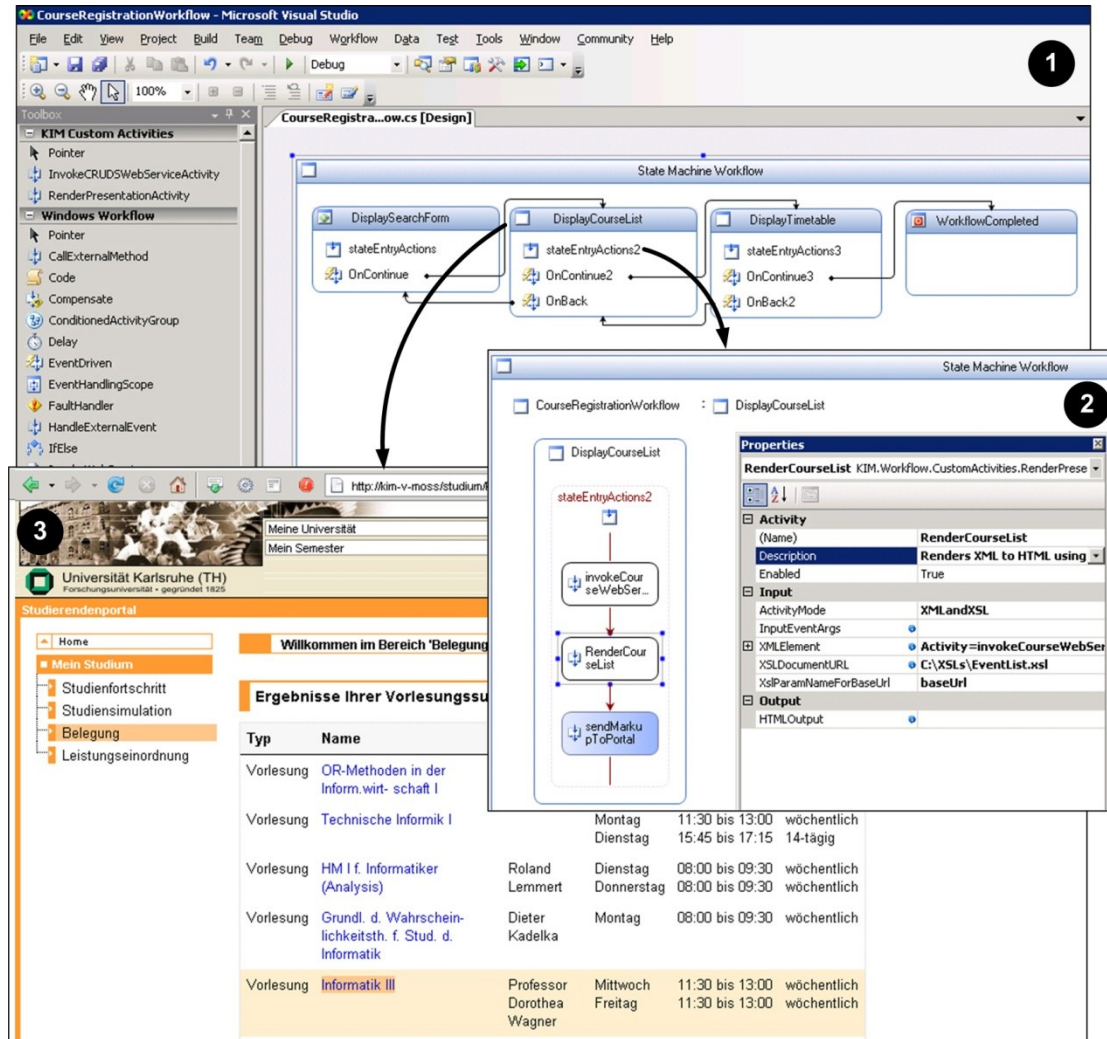 CourseRegistrationWorkflow - Microsoft Visual Studio
File Edit View Project Build Team Debug Workflow Data Test Tools Window Community Help
Debug
1
100%
Toolbox
CourseRegistra...ow.cs [Design]
KIM Custom Activities
Pointer
InvokeCRUDSWebServiceActivity
RenderPresentationActivity
Windows Workflow
Pointer
CallExternalMethod
Code
Compensate
ConditionedActivityGroup
Delay
EventDriven
EventHandlingScope
FaultHandler
HandleExternalEvent
IfElse
State Machine Workflow
DisplaySearchForm
stateEntryActions
OnContinue
DisplayCourseList
stateEntryActions2
OnContinue2
OnBack
DisplayTimetable
stateEntryActions3
OnContinue3
OnBack2
WorkflowCompleted
State Machine Workflow
2
CourseRegistrationWorkflow : DisplayCourseList
DisplayCourseList
stateEntryActions2
invokeCour
seWebSer...
RenderCour
seList
sendMarku
pToPortal
Properties
RenderCourseList KIM.Workflow.CustomActivities.RenderPrese
Activity
(Name) RenderCourseList
Description Renders XML to HTML using
Enabled True
Input
ActivityMode XMLandXSL
InputEventArgs
XMLElement Activity=invokeCourseWebSer
XSLDocumentURL C:\XSLs\EventList.xsl
XslParamNameForBaseUrl baseUrl
Output
HTMLOutput
http://kim-v-moss/studium/
3
Meine Universität
Mein Semester
Universität Karlsruhe (TH)
Forschungsuniversität • gegründet 1825
Studierendenportal
Home
Mein Studium
Studienfortschritt
Studiensimulation
Belegung
Leistungseinordnung
Willkommen im Bereich 'Belegung
Ergebnisse Ihrer Vorlesungssu
Typ Name
Vorlesung OR-Methoden in der
Inform.wirt- schaft I
Vorlesung Technische Informik I Montag 11:30 bis 13:00 wöchentlich
Dienstag 15:45 bis 17:15 14-tägig
Vorlesung HM I f. Informatiker Roland Dienstag 08:00 bis 09:30 wöchentlich
(Analysis) Lemmert Donnerstag 08:00 bis 09:30 wöchentlich
Vorlesung Grundl. d. Wahrschein- Dieter Montag 08:00 bis 09:30 wöchentlich
lichkeitsth. f. Stud. d. Kadelka
Informatik
Vorlesung Informatik III Professor Mittwoch 11:30 bis 13:00 wöchentlich
Dorothea Freitag 11:30 bis 13:00 wöchentlich
Wagner